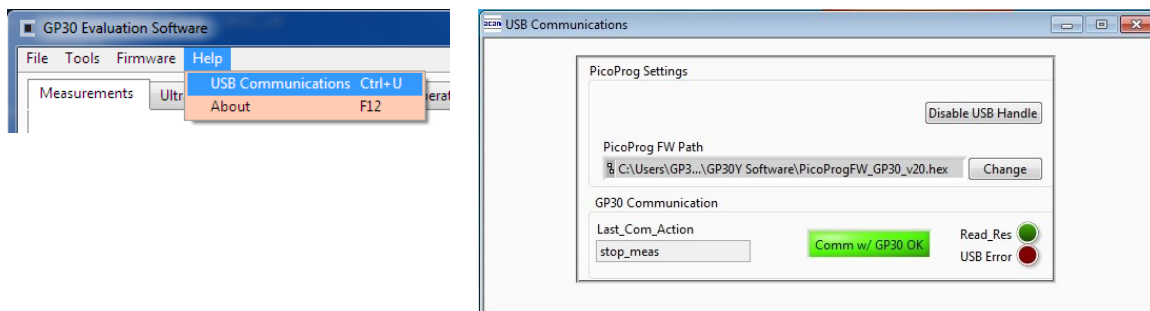 GP30 Evaluation Software
File Tools Firmware Help
USB Communications Ctrl+U
About F12
Measurements Ultr
acam USB Communications
PicoProg Settings
Disable USB Handle
PicoProg FW Path
C:\Users\GP3...\GP30Y Software\PicoProgFW_GP30_v20.hex Change
GP30 Communication
Last_Com_Action
stop_meas
Comm w/ GP30 OK
Read_Res
USB Error